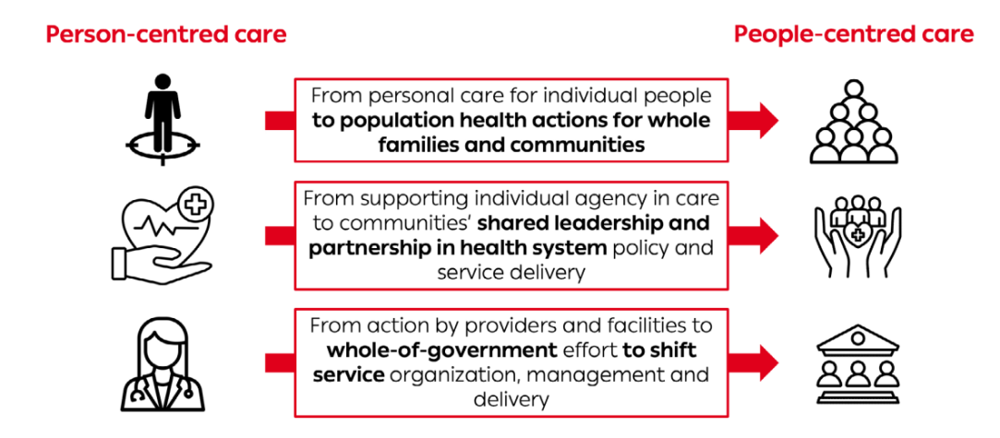 Person-centred care
People-centred care
From personal care for individual people
to population health actions for whole
families and communities
From supporting individual agency in care
to communities’ shared leadership and
partnership in health system policy and
service delivery
From action by providers and facilities to
whole-of-government effort to shift
service organization, management and
delivery